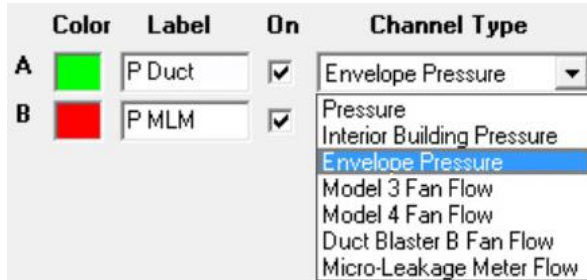 Color Label On Channel Type
A P Duct Envelope Pressure
B P MLM
Pressure
Interior Building Pressure
Envelope Pressure
Model 3 Fan Flow
Model 4 Fan Flow
Duct Blaster B Fan Flow
Micro-Leakage Meter Flow